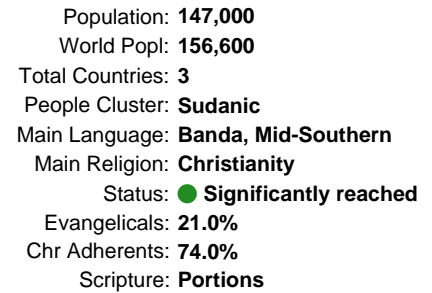 Population: 147,000
World Popl: 156,600
Total Countries: 3
People Cluster: Sudanic
Main Language: Banda, Mid-Southern
Main Religion: Christianity
Status: Significantly reached
Evangelicals: 21.0%
Chr Adherents: 74.0%
Scripture: Portions